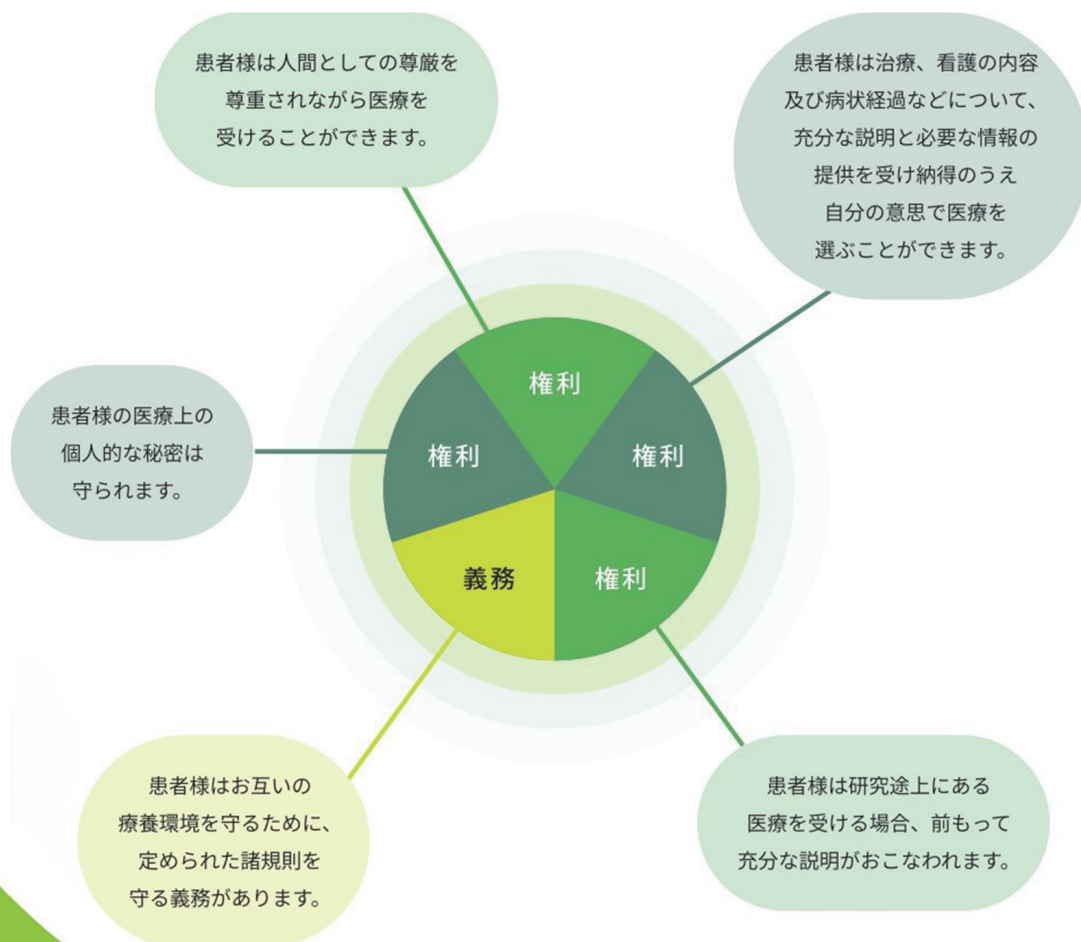 患者様は人間としての尊厳を
尊重されながら医療を
受けることができます。
患者様は治療、看護の内容
及び病状経過などについて、
充分な説明と必要な情報の
提供を受け納得のうえ
自分の意思で医療を
選ぶことができます。
権利
患者様の医療上の
個人的な秘密は
守られます。
権利
権利
義務
権利
患者様はお互いの
療養環境を守るために、
定められた諸規則を
守る義務があります。
患者様は研究途上にある
医療を受ける場合、前もって
充分な説明がおこなわれます。